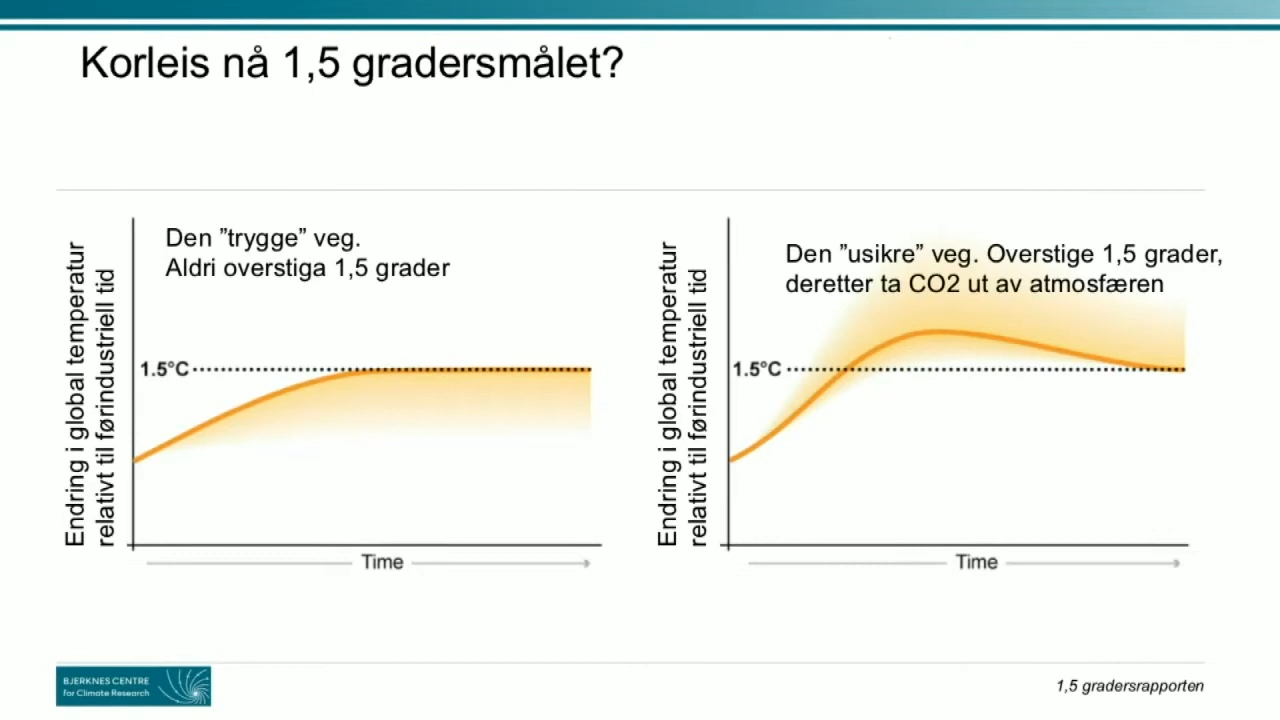 Korleis nå 1,5 gradersmålet?
Endring i global temperatur
relativt til førindustriell tid
Den ”trygge” veg.
Aldri overstiga 1,5 grader
1.5°C
Time
Endring i global temperatur
relativt til førindustriell tid
Den ”usikre” veg. Overstige 1,5 grader,
deretter ta CO2 ut av atmosfæren
1.5°C
Time
BJERKNES CENTRE
for Climate Research
1,5 gradersrapporten